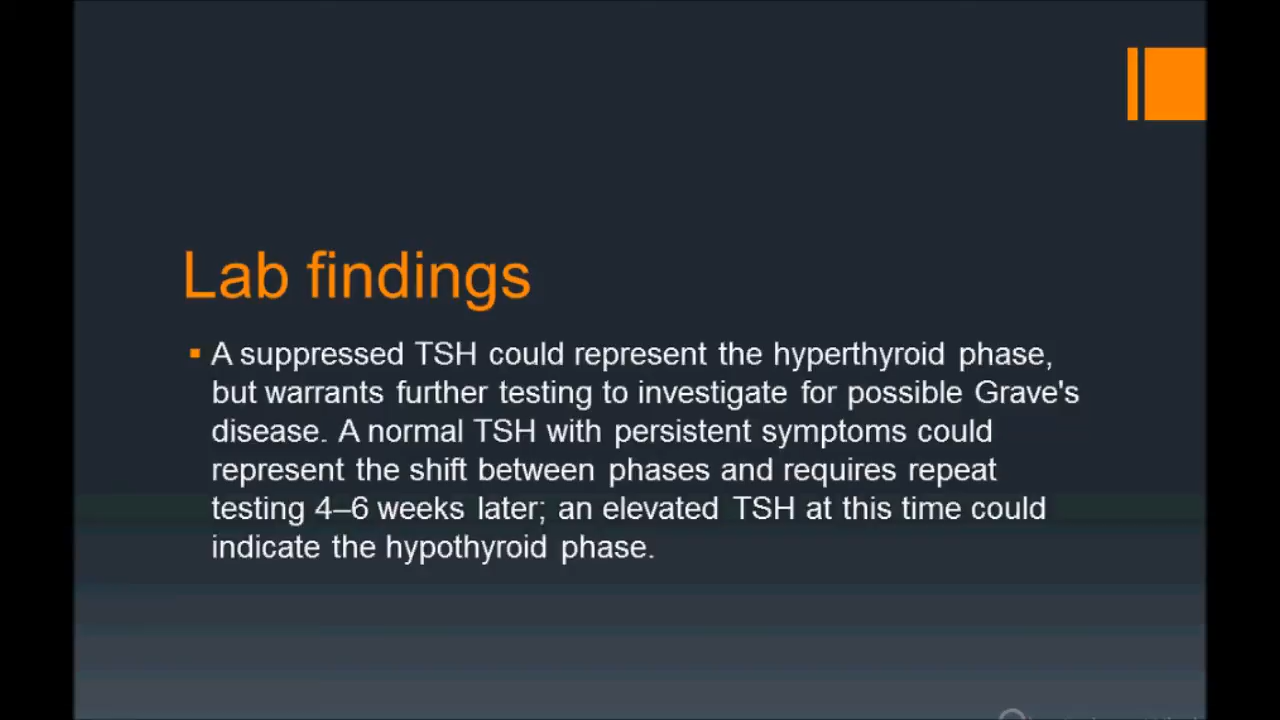 Lab findings
A suppressed TSH could represent the hyperthyroid phase,
but warrants further testing to investigate for possible Grave's
disease. A normal TSH with persistent symptoms could
represent the shift between phases and requires repeat
testing 4–6 weeks later; an elevated TSH at this time could
indicate the hypothyroid phase.